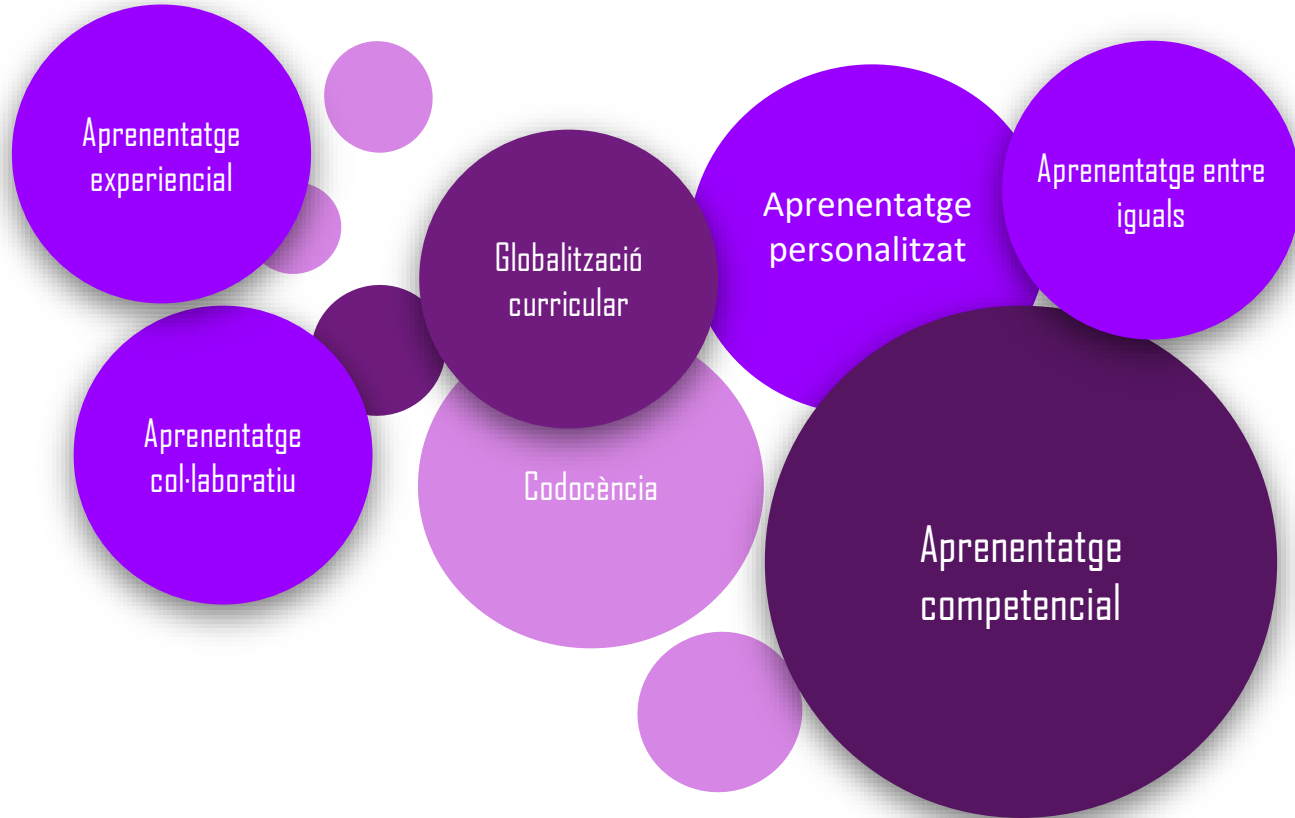 Aprenentatge
experiencial
Aprenentatge
col·laboratiu
Globalització
curricular
Codocència
Aprenentatge
personalitzat
Aprenentatge entre
iguals
Aprenentatge
competencial